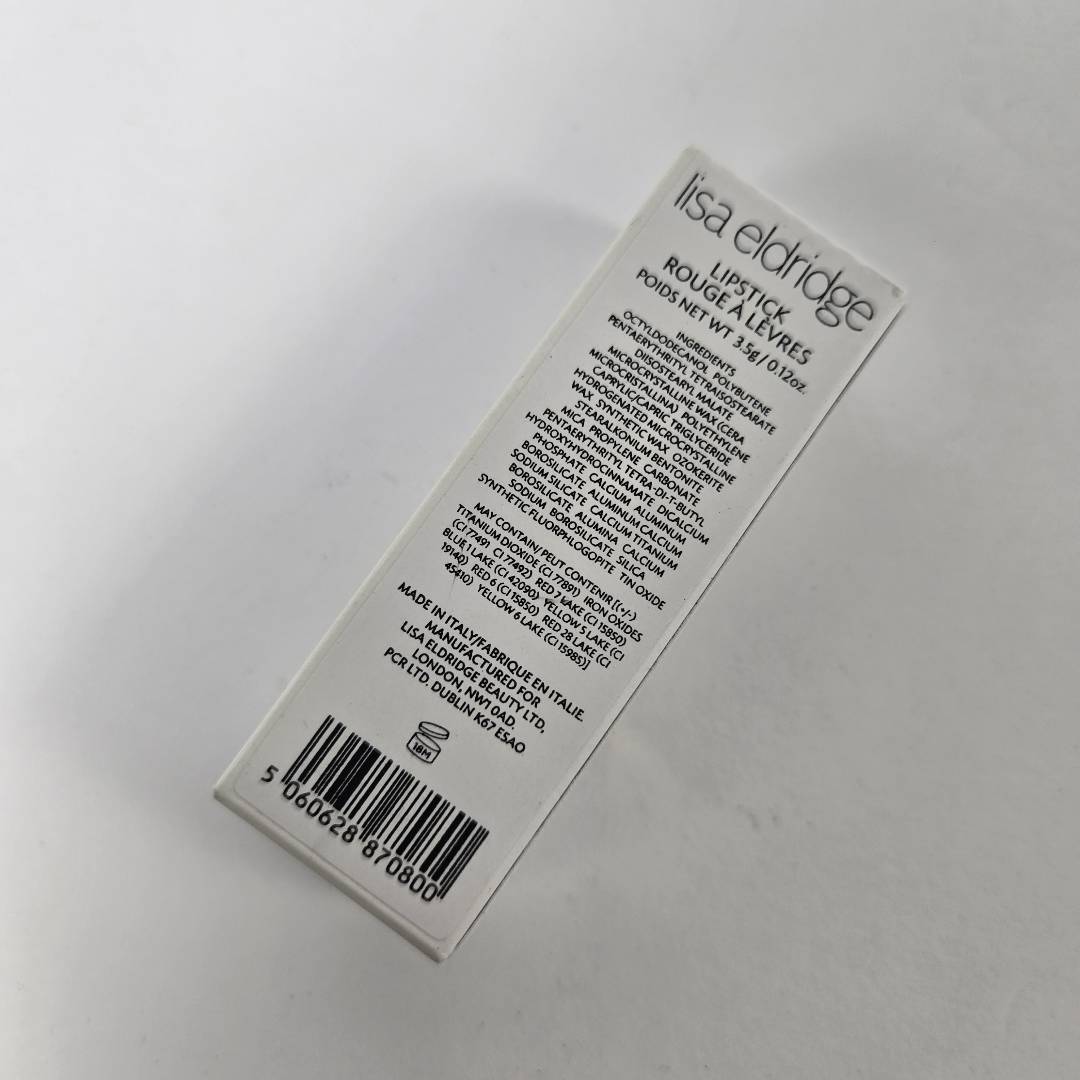 lisa eldridge
LIPSTICK
ROUGE À LÈVRES
POIDS NET WT 3.5g / 0.12oz.
INGREDIENTS
OCTYLDODECANOL POLYBUTENE
PENTAERYTHRITYL TETRAISOSTEARATE
DIISOSTEARYL MALATE
MICROCRYSTALLINE WAX (CERA
MICROCRISTALLINA) POLYETHYLENE
CAPRYLIC/CAPRIC TRIGLYCERIDE
HYDROGENATED MICROCRYSTALLINE
WAX SYNTHETIC WAX OZOKERITE
STEARALKONIUM BENTONITE
MICA PROPYLENE CARBONATE
PENTAERYTHRITYL TETRA-DI-T-BUTYL
HYDROXYHYDROCINNAMATE DICALCIUM
PHOSPHATE CALCIUM ALUMINUM
BOROSILICATE ALUMINUM CALCIUM
SODIUM SILICATE CALCIUM TITANIUM
BOROSILICATE ALUMINA CALCIUM
SODIUM BOROSILICATE SILICA
SYNTHETIC FLUORPHLOGOPITE TIN OXIDE
MAY CONTAIN/PEUT CONTENIR [(+/-)
TITANIUM DIOXIDE (CI 77891) IRON OXIDES
(CI 77491 CI 77492) RED 7 LAKE (CI 15850)
BLUE 1 LAKE (CI 42090) YELLOW 5 LAKE (CI
19140) RED 6 (CI 15850) RED 28 LAKE (CI
45410) YELLOW 6 LAKE (CI 15985)]
MADE IN ITALY/FABRIQUE EN ITALIE.
MANUFACTURED FOR
LISA ELDRIDGE BEAUTY LTD,
LONDON, NW1 0AD.
PCR LTD. DUBLIN K67 E5AO
18M
5 060628 870800